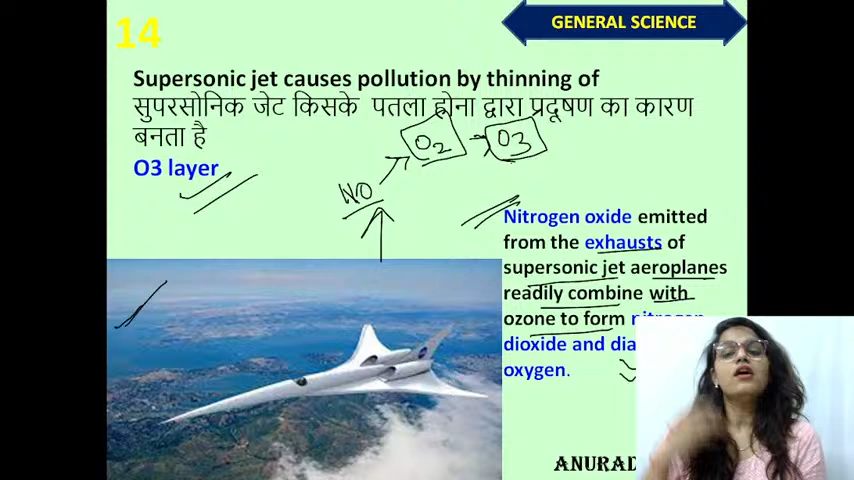 14
GENERAL SCIENCE
Supersonic jet causes pollution by thinning of
सुपरसोनिक जेट किसके पतला होना द्वारा प्रदूषण का कारण
बनता है
O3 layer
O2 → O3
NO
Nitrogen oxide emitted
from the exhausts of
supersonic jet aeroplanes
readily combine with
ozone to form nitrogen
dioxide and
oxygen.